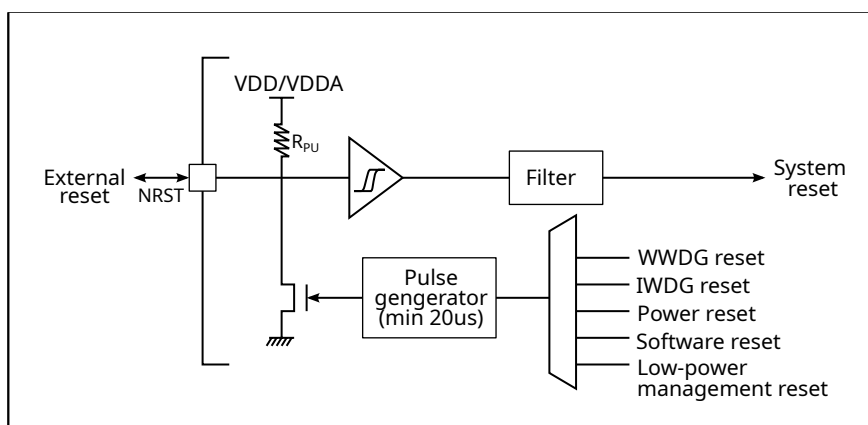 VDD/VDDA
RPU
External
reset
NRST
Filter
System
reset
Pulse
gengerator
(min 20us)
WWDG reset
IWDG reset
Power reset
Software reset
Low-power
management reset